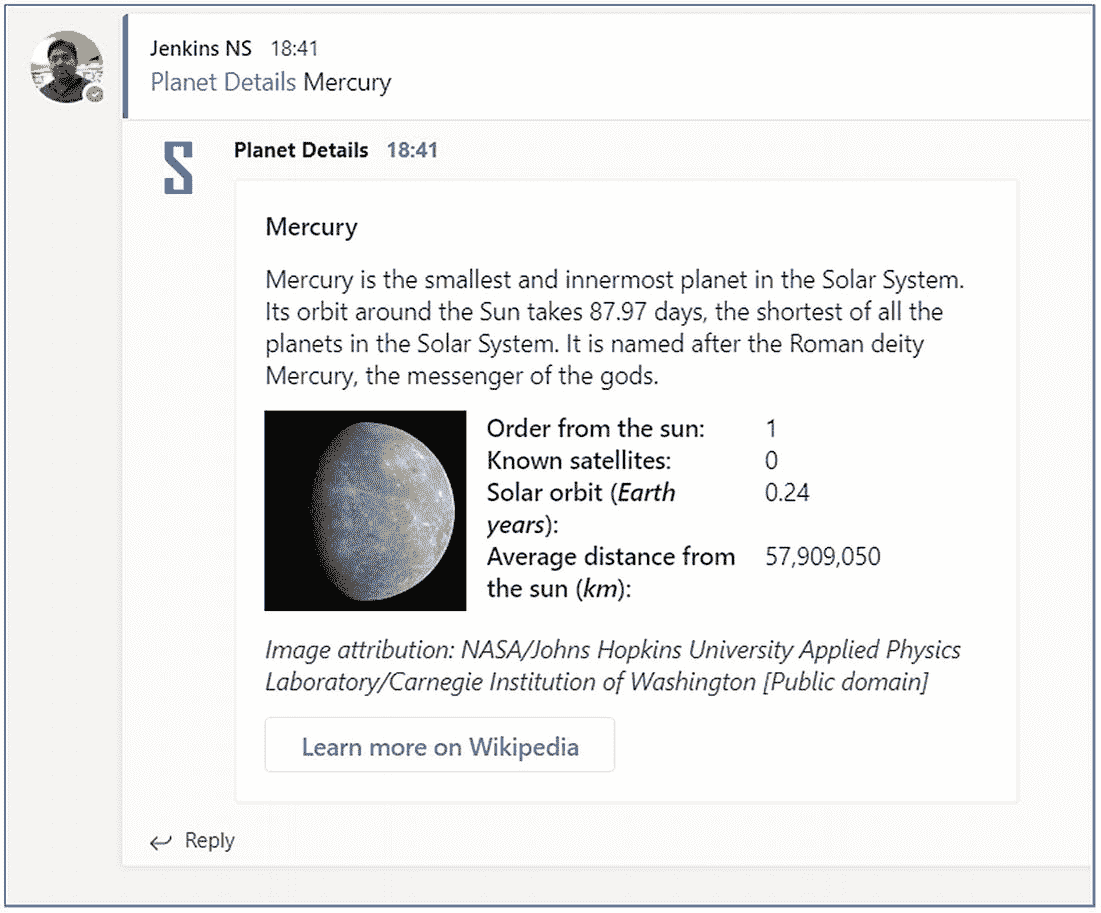 Jenkins NS 18:41
Planet Details Mercury
S
Planet Details 18:41
Mercury
Mercury is the smallest and innermost planet in the Solar System.
Its orbit around the Sun takes 87.97 days, the shortest of all the
planets in the Solar System. It is named after the Roman deity
Mercury, the messenger of the gods.
Order from the sun: 1
Known satellites: 0
Solar orbit (Earth 0.24
years):
Average distance from 57,909,050
the sun (km):
Image attribution: NASA/Johns Hopkins University Applied Physics
Laboratory/Carnegie Institution of Washington [Public domain]
Learn more on Wikipedia
Reply